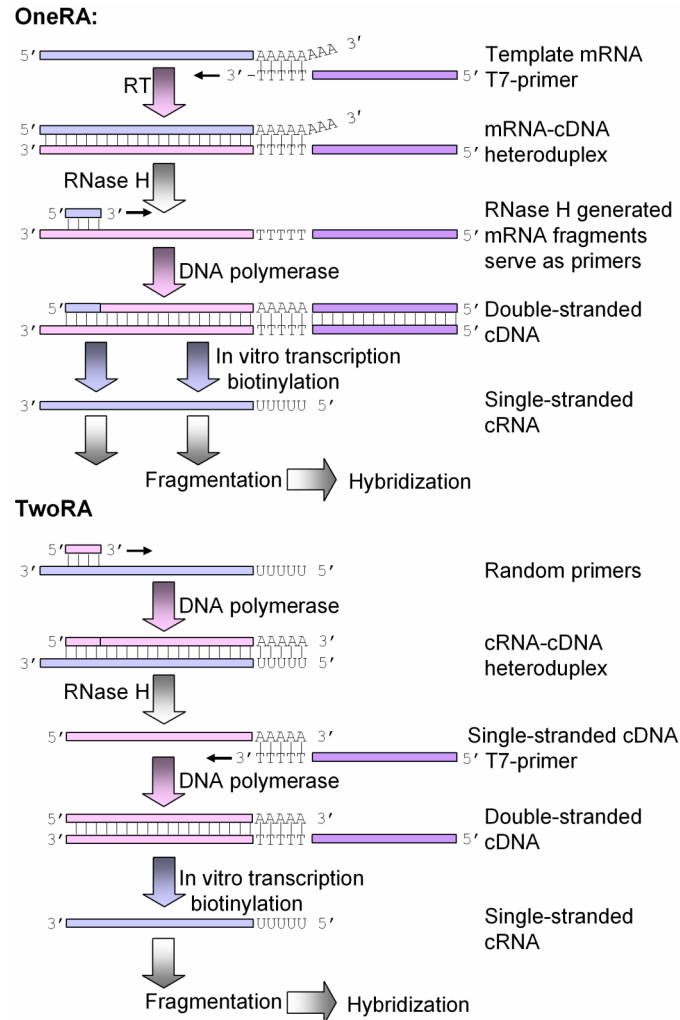 OneRA:
5′ AAAAAAAA 3′ Template mRNA
3′ -TTTTT 5′ T7-primer
RT
5′ AAAAAAAA 3′ mRNA-cDNA
3′ TTTTT 5′ heteroduplex
RNase H
5′ 3′ RNase H generated
3′ TTTTT 5′ mRNA fragments
serve as primers
DNA polymerase
5′ AAAAA Double-stranded
3′ TTTTT 5′ cDNA
In vitro transcription
biotinylation
3′ UUUUU 5′ Single-stranded
cRNA
Fragmentation Hybridization
TwoRA
5′ 3′
3′ UUUUU 5′ Random primers
DNA polymerase
5′ AAAAA 3′ cRNA-cDNA
3′ UUUUU 5′ heteroduplex
RNase H
5′ AAAAA 3′ Single-stranded cDNA
3′ TTTTT 5′ T7-primer
DNA polymerase
5′ AAAAA 3′ Double-stranded
3′ TTTTT 5′ cDNA
In vitro transcription
biotinylation
3′ UUUUU 5′ Single-stranded
cRNA
Fragmentation Hybridization